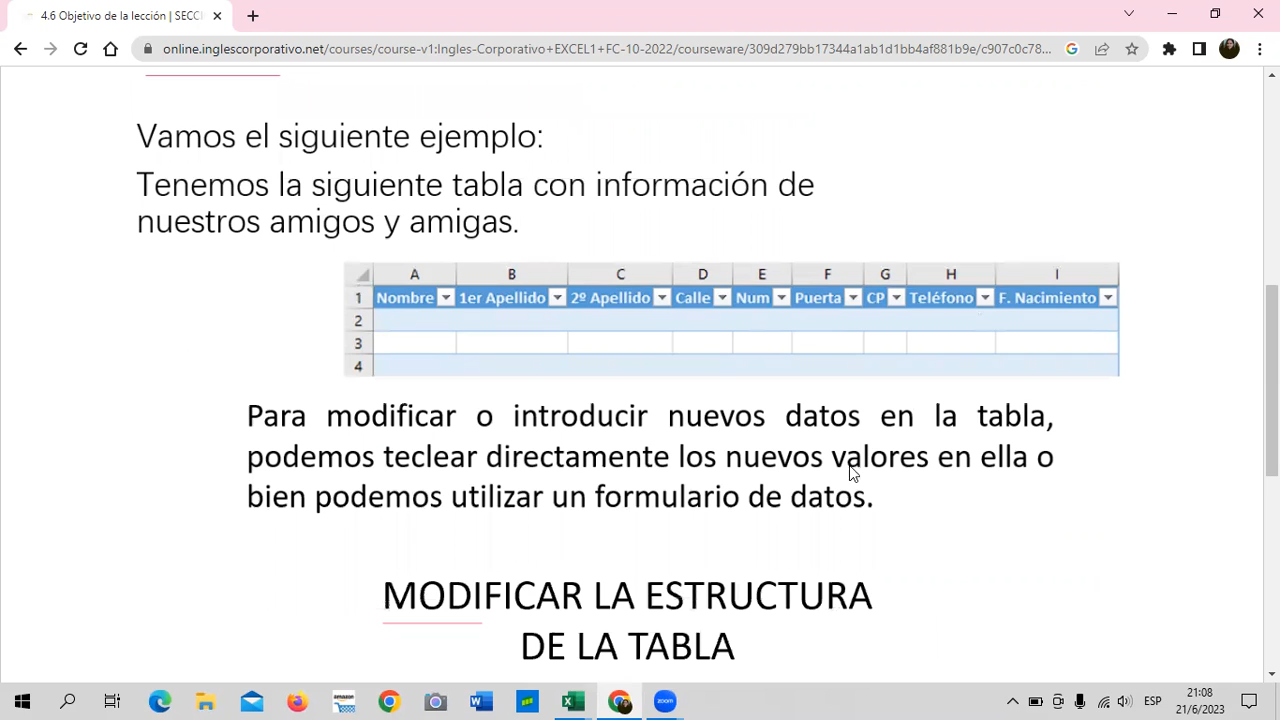 4.6 Objetivo de la lección | SECCI
online.inglescorporativo.net/courses/course-v1:Ingles-Corporativo+EXCEL1+FC-10-2022/courseware/309d279bb17344a1ab1d1bb4af881b9e/c907c0c78...
Vamos el siguiente ejemplo:
Tenemos la siguiente tabla con información de
nuestros amigos y amigas.
A B C D E F G H I
1 Nombre 1er Apellido 2º Apellido Calle Num Puerta CP Teléfono F. Nacimiento
2
3
4
Para modificar o introducir nuevos datos en la tabla,
podemos teclear directamente los nuevos valores en ella o
bien podemos utilizar un formulario de datos.
MODIFICAR LA ESTRUCTURA
DE LA TABLA
amazon
zoom
ESP
21:08
21/6/2023